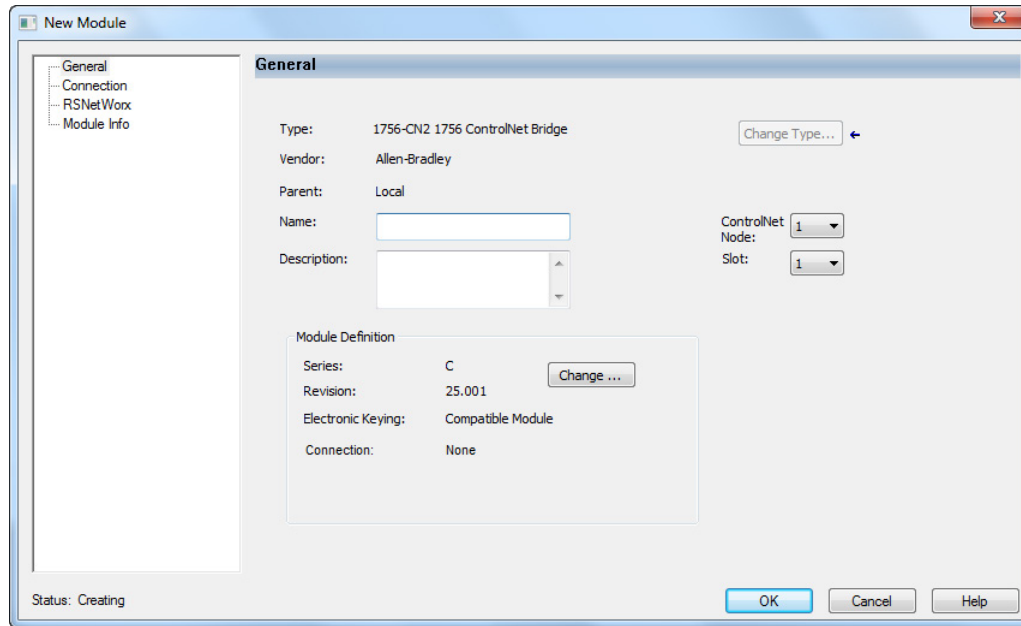 New Module
General
Connection
RSNetWorx
Module Info
General
Type: 1756-CN2 1756 ControlNet Bridge
Change Type...
Vendor: Allen-Bradley
Parent: Local
Name:
ControlNet Node: 1
Description:
Slot: 1
Module Definition
Series: C
Change ...
Revision: 25.001
Electronic Keying: Compatible Module
Connection: None
Status: Creating
OK
Cancel
Help